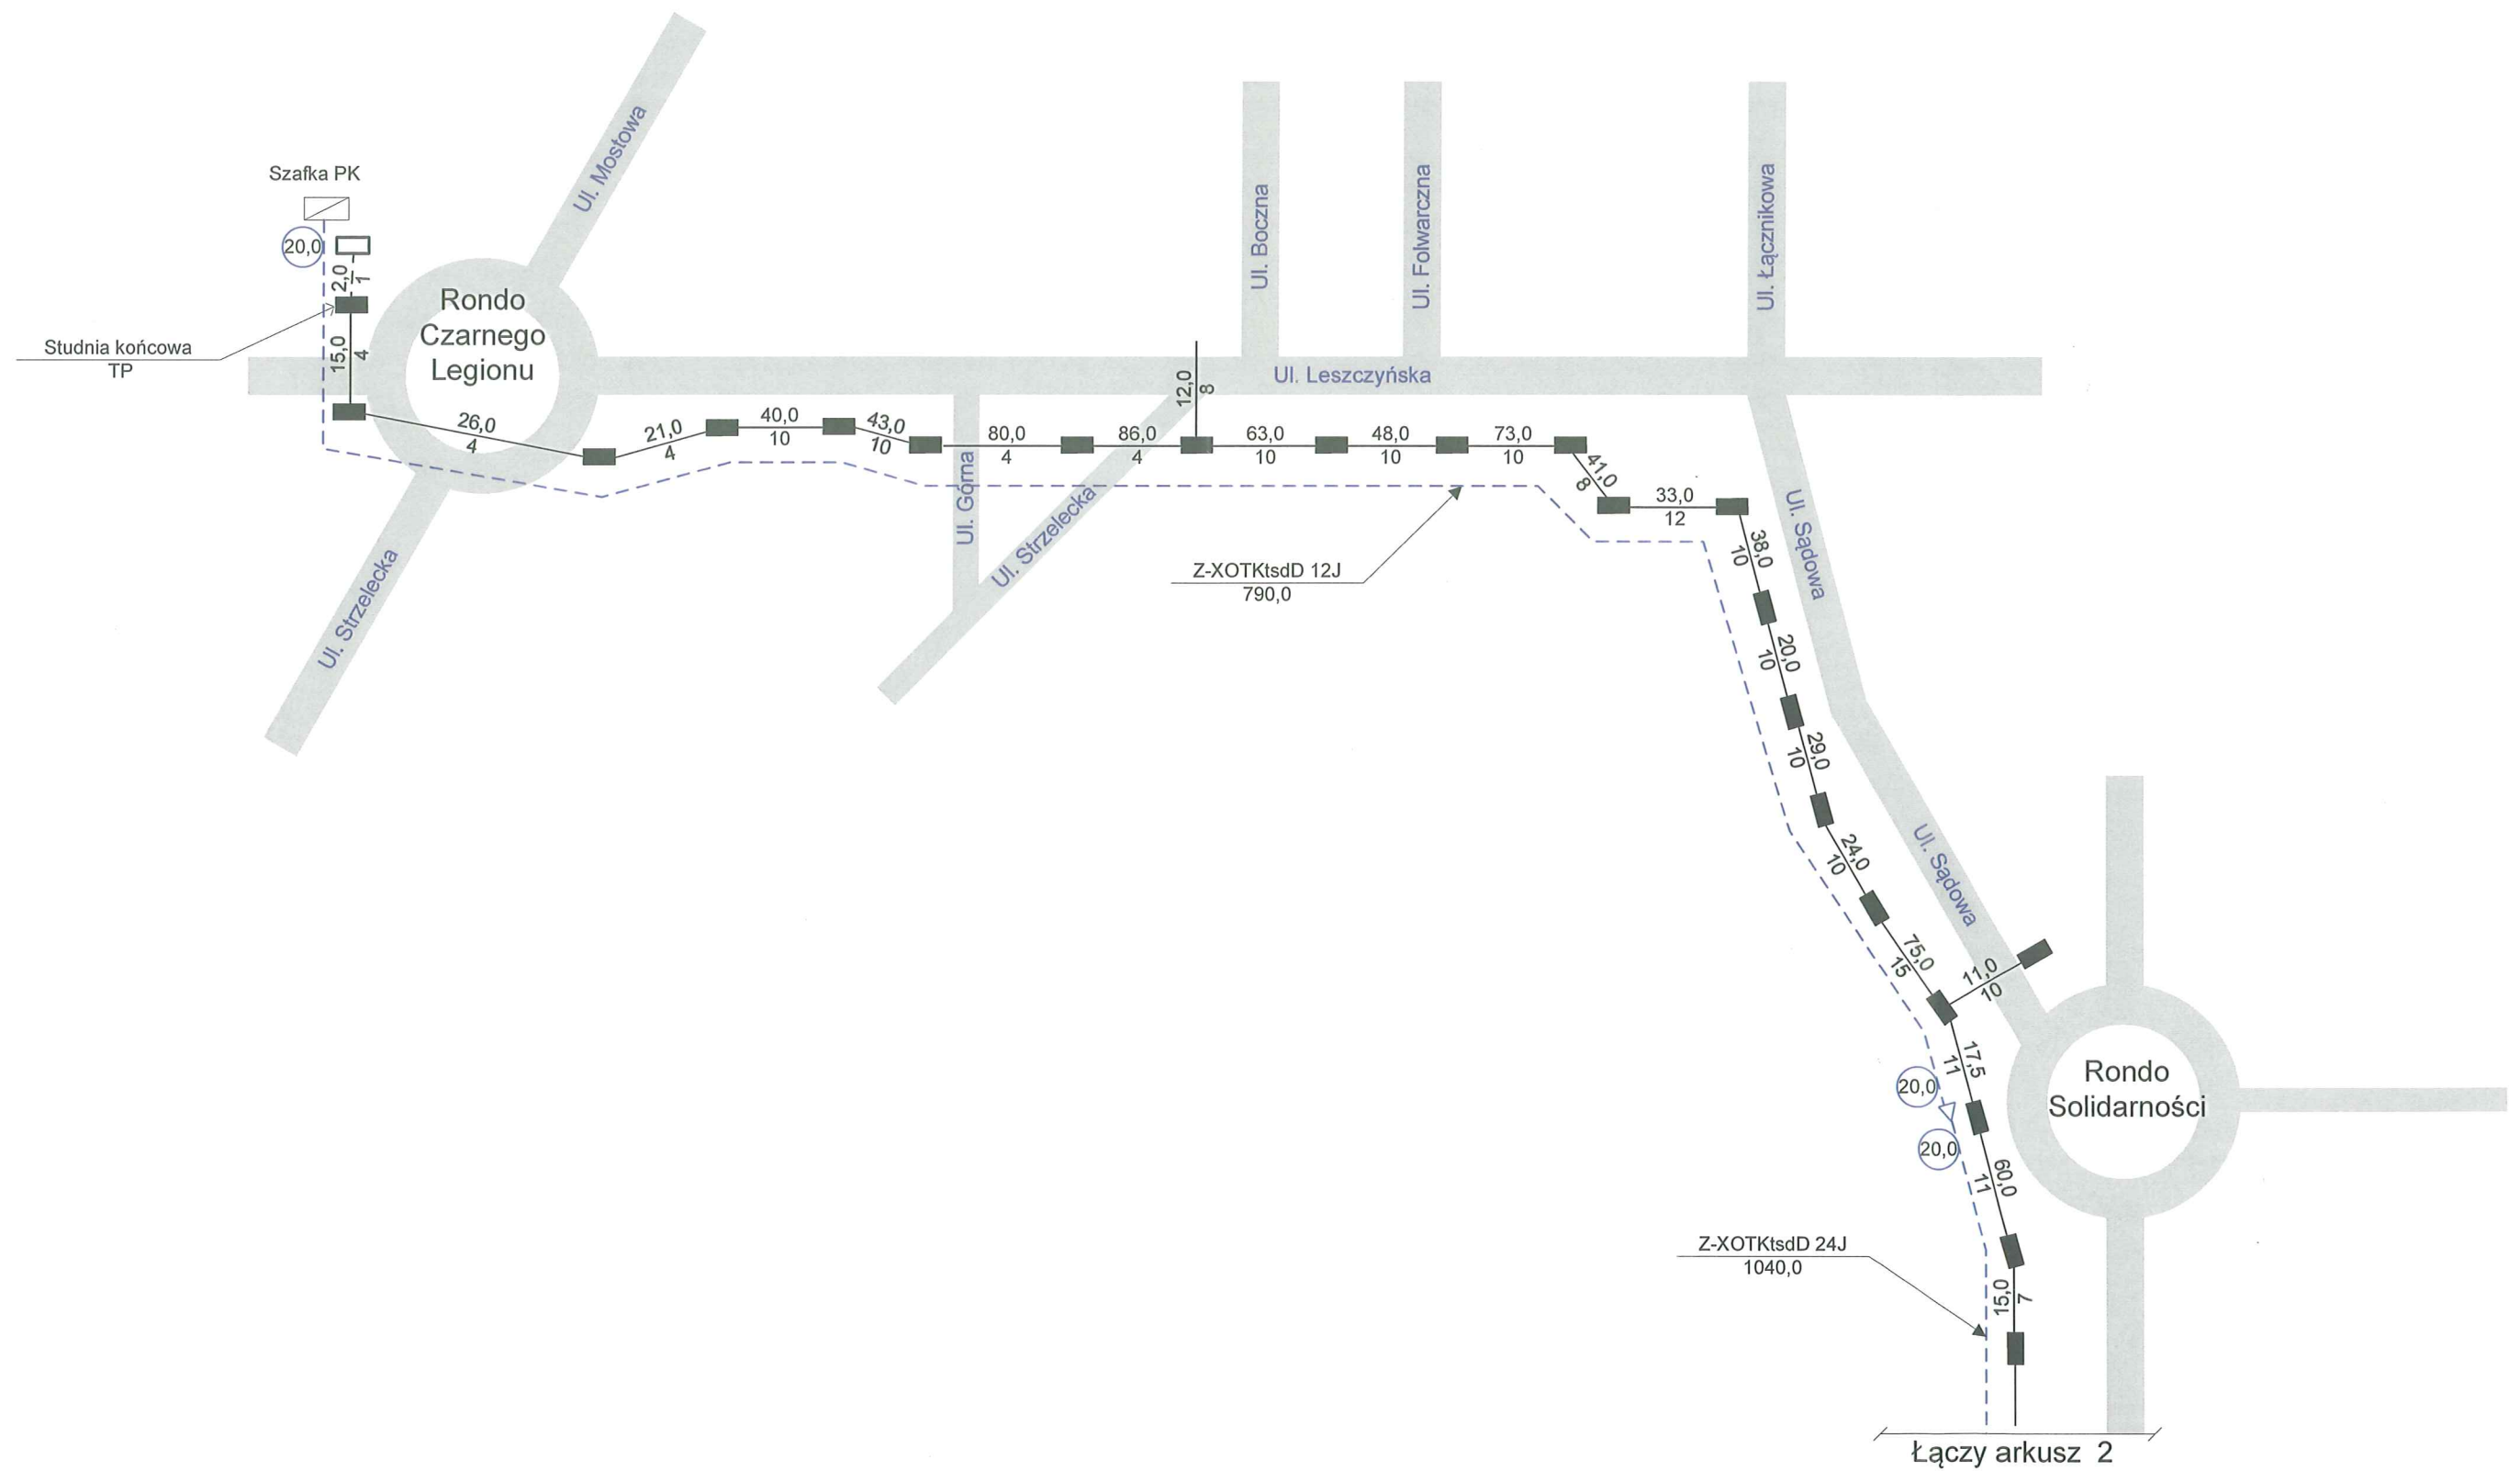 Ul. Mostowa
Szafka PK
20,0
2,0
1
Studnia końcowa
TP
15,0
4
Rondo
Czarnego
Legionu
26,0
4
21,0
4
40,0
10
43,0
10
80,0
4
86,0
4
12,0
8
63,0
10
48,0
10
73,0
10
41,0
8
33,0
12
Ul. Boczna
Ul. Folwarczna
Ul. Łącznikowa
Ul. Leszczyńska
Ul. Górna
Ul. Strzelecka
Ul. Strzelecka
Z-XOTKtsdD 12J
790,0
Ul. Sądowa
38,0
10
20,0
10
29,0
10
24,0
10
Ul. Sądowa
75,0
15
11,0
10
17,5
11
20,0
20,0
Rondo
Solidarności
60,0
11
Z-XOTKtsdD 24J
1040,0
15,0
7
Łączy arkusz 2